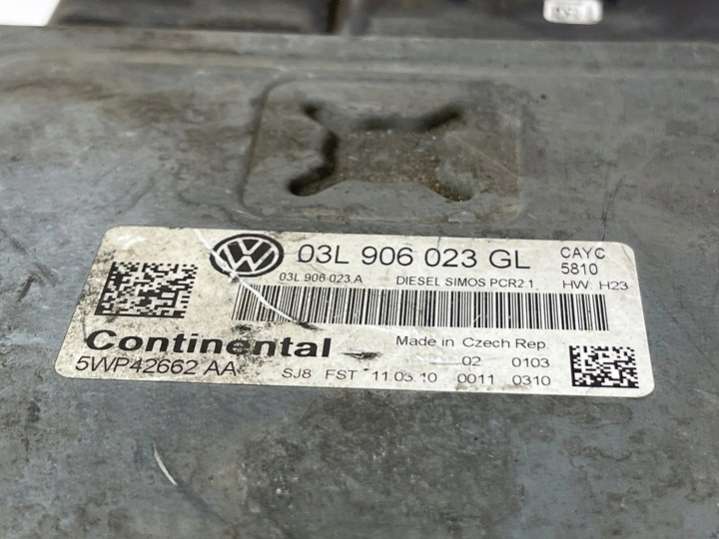 03L 906 023 GL CAYC
5810
03L 906 023 A DIESEL SIMOS PCR2 1. HW H23
Continental Made in Czech Rep.
02 0103
5WP42662 AA SJ8 FST 11.03.10 0011 0310